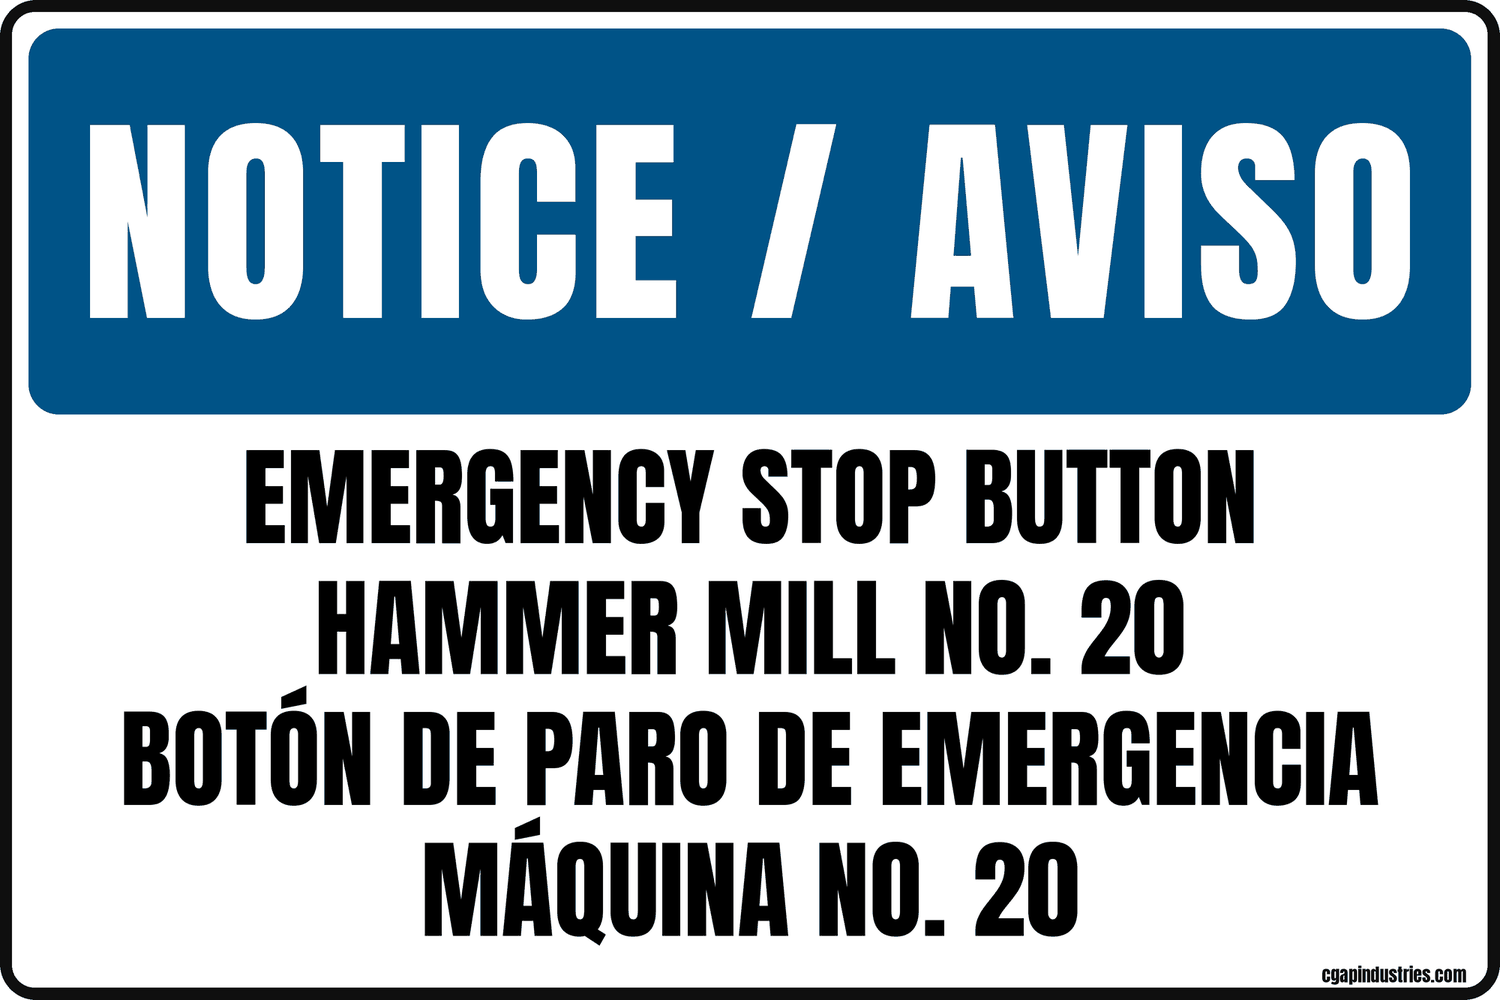 NOTICE / AVISO
EMERGENCY STOP BUTTON
HAMMER MILL NO. 20
BOTÓN DE PARO DE EMERGENCIA
MÁQUINA NO. 20
cgapindustries.com